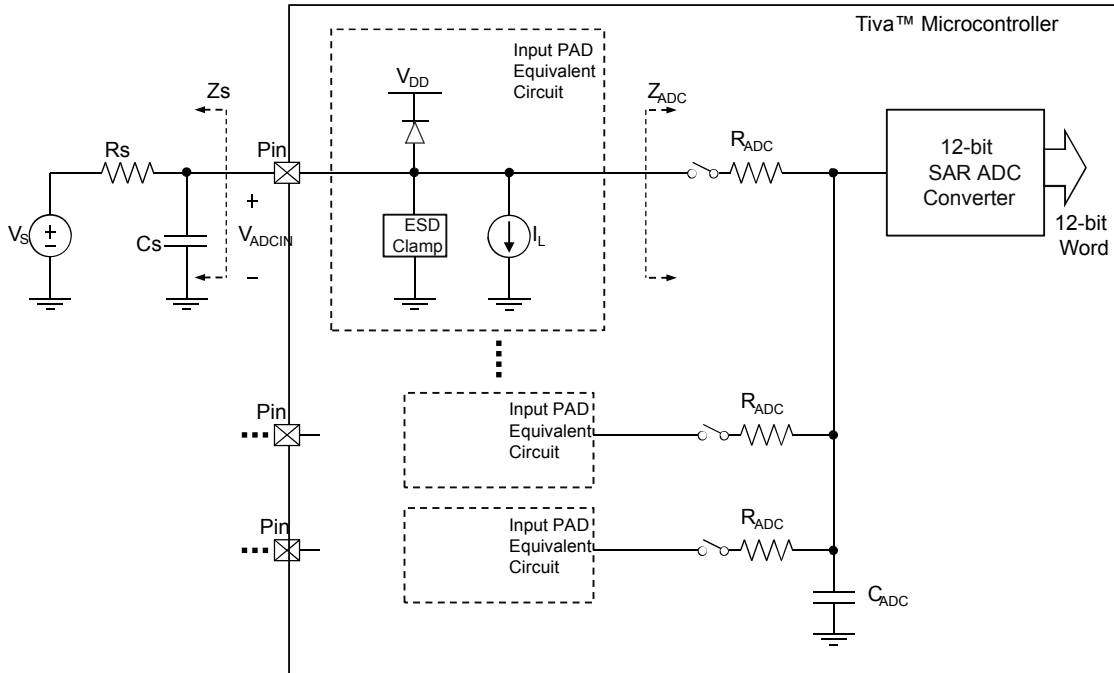 Tiva™ Microcontroller
Input PAD
Equivalent
Circuit
VDD
Zs
ZADC
Rs
Pin
RADC
12-bit
SAR ADC
Converter
VS
+
−
Cs
+
VADCIN
−
ESD
Clamp
IL
12-bit
Word
Pin
Input PAD
Equivalent
Circuit
RADC
Pin
Input PAD
Equivalent
Circuit
RADC
CADC